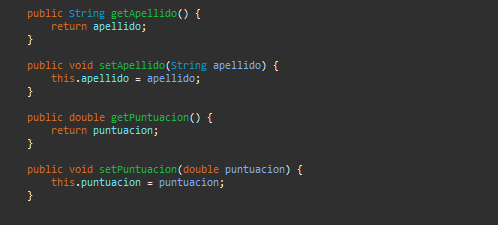 public String getApellido() {
    return apellido;
}

public void setApellido(String apellido) {
    this.apellido = apellido;
}

public double getPuntuacion() {
    return puntuacion;
}

public void setPuntuacion(double puntuacion) {
    this.puntuacion = puntuacion;
}